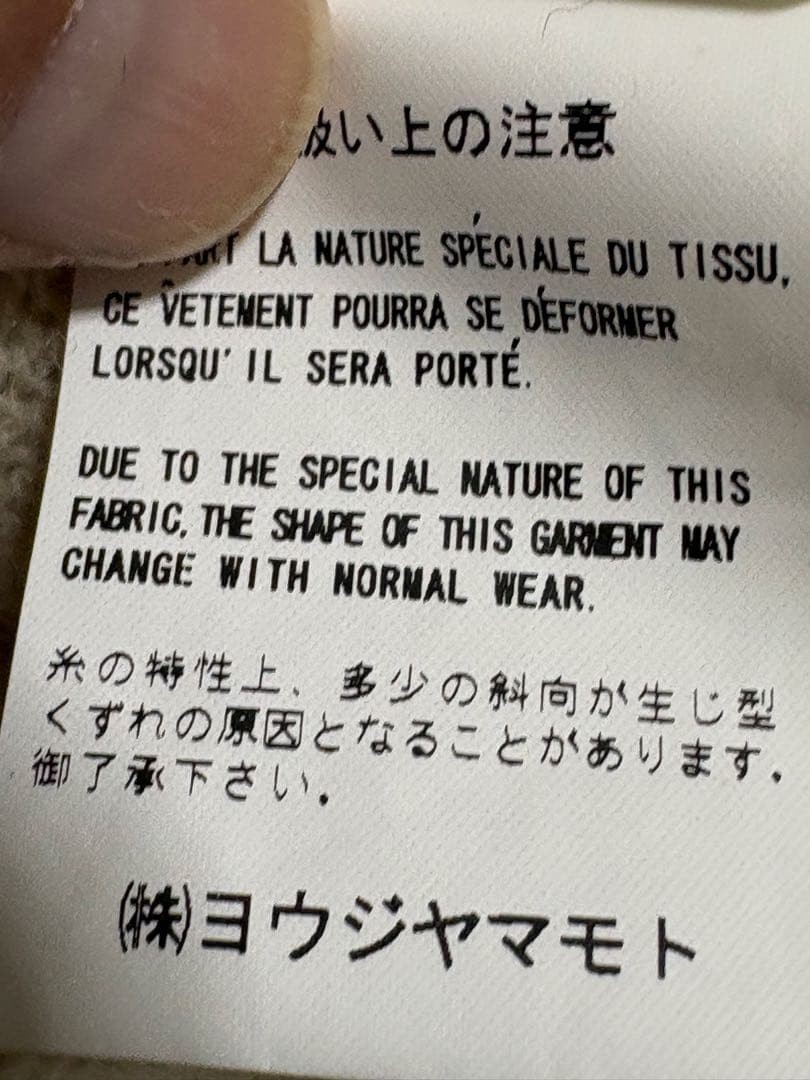 扱い上の注意
LA NATURE SPÉCIALE DU TISSU,
CE VÊTEMENT POURRA SE DÉFORMER
LORSQU'IL SERA PORTÉ.
DUE TO THE SPECIAL NATURE OF THIS
FABRIC, THE SHAPE OF THIS GARMENT MAY
CHANGE WITH NORMAL WEAR.
糸の特性上、多少の斜向が生じ型
くずれの原因となることがあります.
御了承下さい.
㈱ヨウジヤマモト